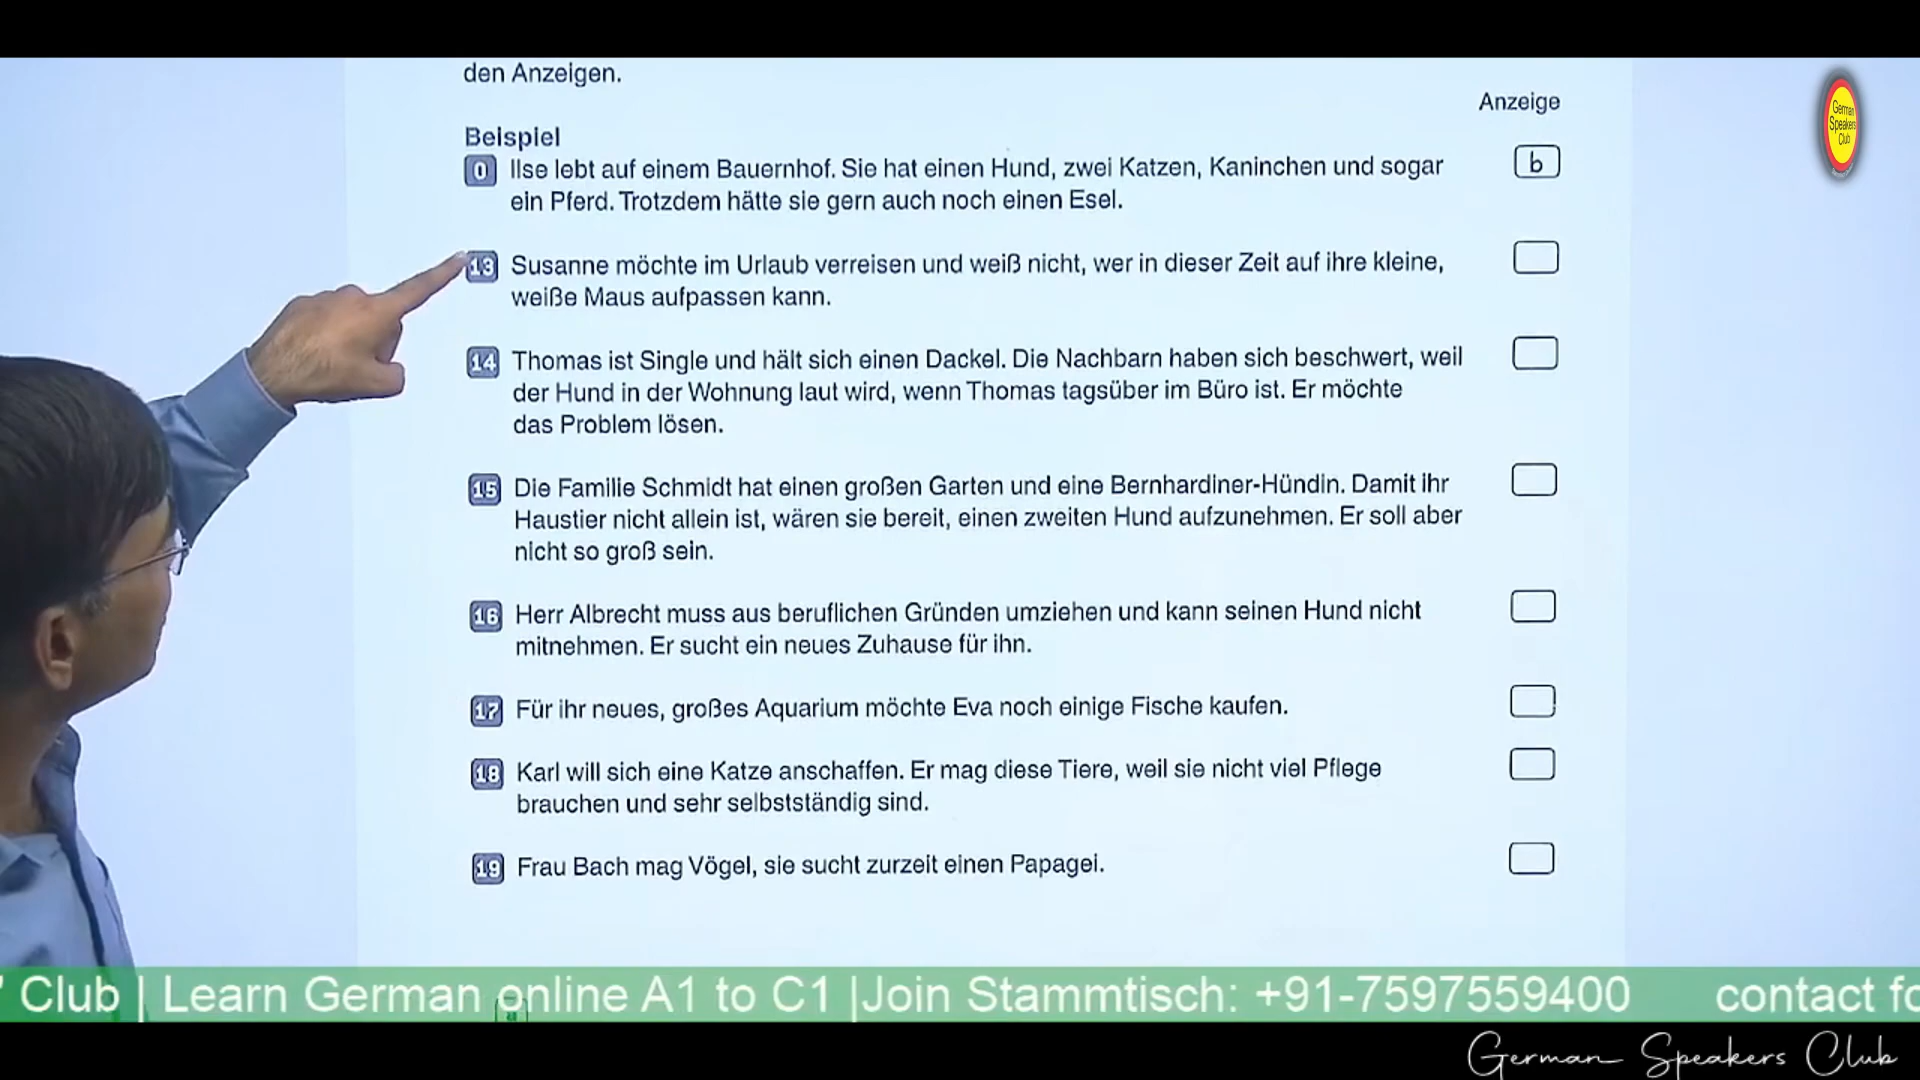 den Anzeigen.
Anzeige
Beispiel
0 Ilse lebt auf einem Bauernhof. Sie hat einen Hund, zwei Katzen, Kaninchen und sogar b
ein Pferd. Trotzdem hätte sie gern auch noch einen Esel.
13 Susanne möchte im Urlaub verreisen und weiß nicht, wer in dieser Zeit auf ihre kleine,
weiße Maus aufpassen kann.
14 Thomas ist Single und hält sich einen Dackel. Die Nachbarn haben sich beschwert, weil
der Hund in der Wohnung laut wird, wenn Thomas tagsüber im Büro ist. Er möchte
das Problem lösen.
15 Die Familie Schmidt hat einen großen Garten und eine Bernhardiner-Hündin. Damit ihr
Haustier nicht allein ist, wären sie bereit, einen zweiten Hund aufzunehmen. Er soll aber
nicht so groß sein.
16 Herr Albrecht muss aus beruflichen Gründen umziehen und kann seinen Hund nicht
mitnehmen. Er sucht ein neues Zuhause für ihn.
17 Für ihr neues, großes Aquarium möchte Eva noch einige Fische kaufen.
18 Karl will sich eine Katze anschaffen. Er mag diese Tiere, weil sie nicht viel Pflege
brauchen und sehr selbstständig sind.
19 Frau Bach mag Vögel, sie sucht zurzeit einen Papagei.
German
Speakers
Club
' Club | Learn German online A1 to C1 |Join Stammtisch: +91-7597559400 contact fo
German Speakers Club